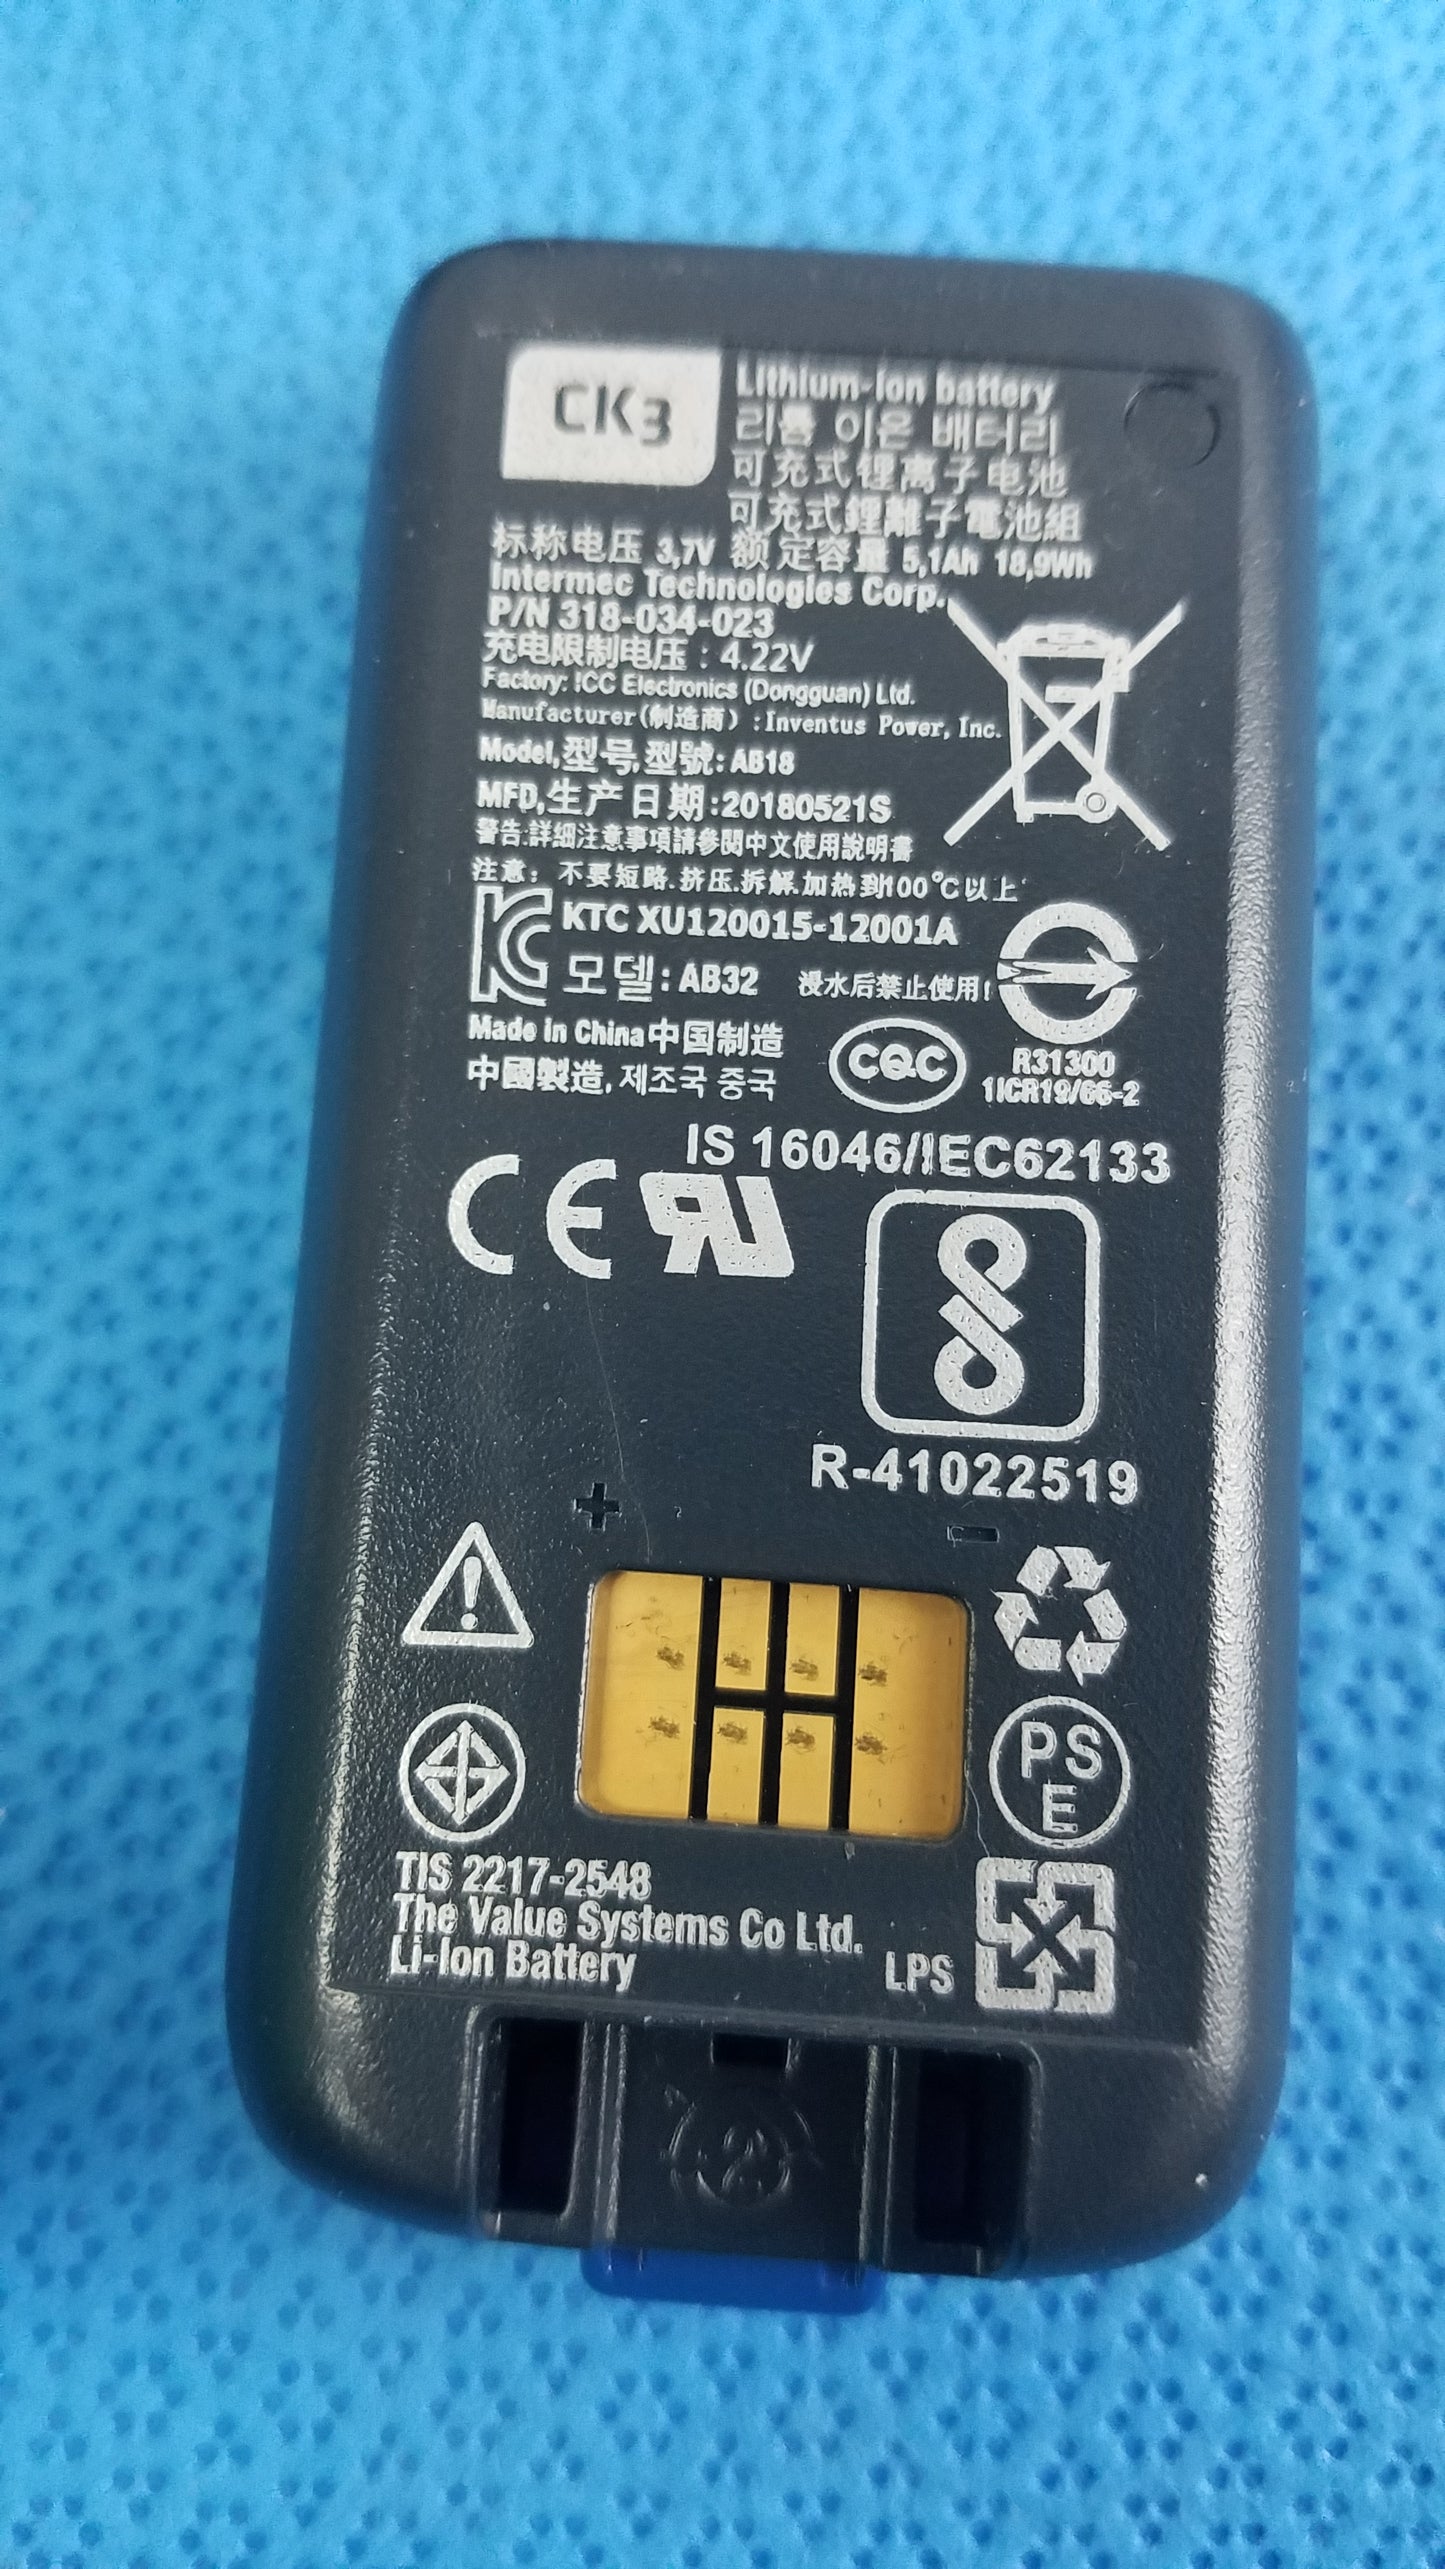 CK3
Lithium-Ion battery
리튬 이온 배터리
可充式锂离子电池
可充式鋰離子電池組
标称电压 3,7V 额定容量 5,1Ah 18,9Wh
Intermec Technologies Corp.
P/N 318-034-023
充电限制电压：4.22V
Factory: ICC Electronics (Dongguan) Ltd.
Manufacturer(制造商):Inventus Power, Inc.
Model,型号,型號: AB18
MFD,生产日期:20180521S
警告:詳細注意事項請參閱中文使用說明書
注意：不要短路.挤压.拆解.加热到100℃以上
KC KTC XU120015-12001A
모델: AB32 浸水后禁止使用!
Made in China 中国制造
中國製造, 제조국 중국
CQC
R31300
1ICR19/66-2
IS 16046/IEC62133
CE RU
R-41022519
+ -
PS
E
TIS 2217-2548
The Value Systems Co Ltd.
Li-Ion Battery
LPS